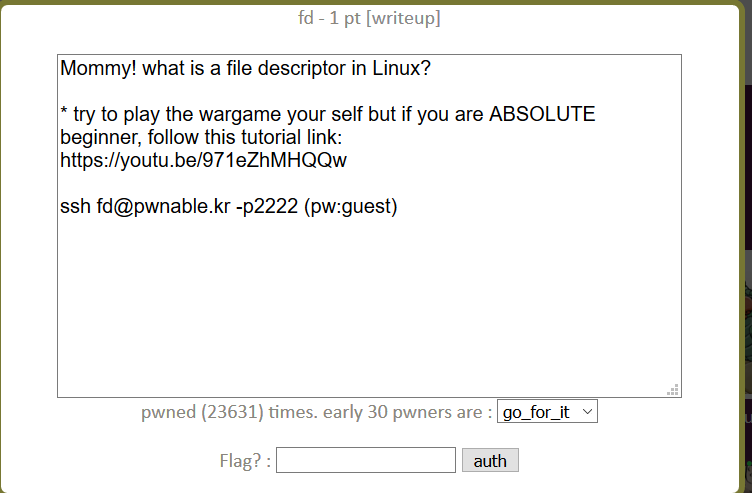 fd - 1 pt [writeup]
Mommy! what is a file descriptor in Linux?
* try to play the wargame your self but if you are ABSOLUTE
beginner, follow this tutorial link:
https://youtu.be/971eZhMHQQw
ssh fd@pwnable.kr -p2222 (pw:guest)
pwned (23631) times. early 30 pwners are : go_for_it
Flag? : auth